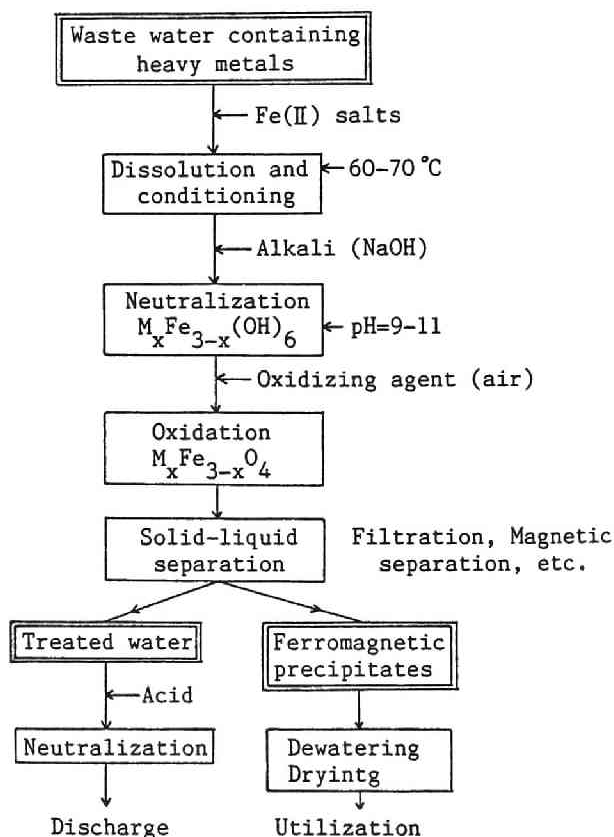 Waste water containing
heavy metals
Fe(II) salts
Dissolution and
conditioning
60-70 °C
Alkali (NaOH)
Neutralization
MxFe3-x(OH)6
pH=9-11
Oxidizing agent (air)
Oxidation
MxFe3-xO4
Solid-liquid
separation
Filtration, Magnetic
separation, etc.
Treated water
Ferromagnetic
precipitates
Acid
Neutralization
Dewatering
Dryintg
Discharge
Utilization